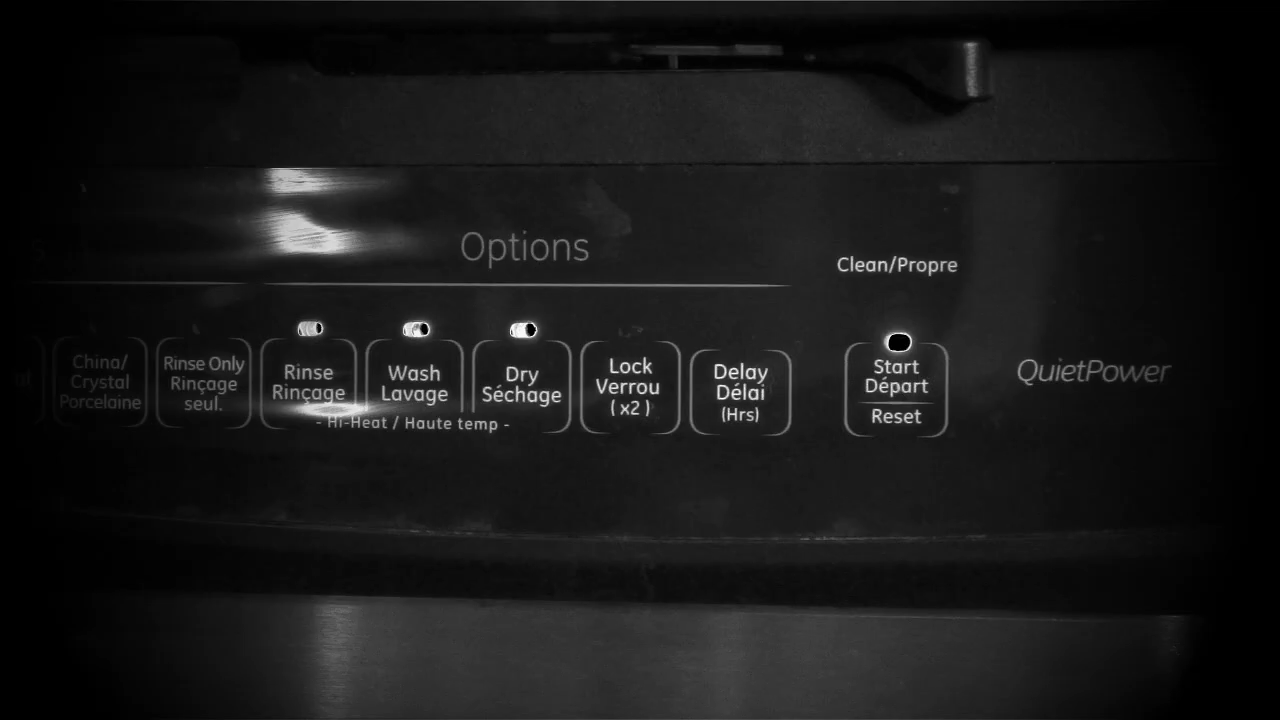 Options
Clean/Propre
China/
Crystal
Porcelaine
Rinse Only
Rinçage
seul.
Rinse
Rinçage
Wash
Lavage
Dry
Séchage
- Hi-Heat / Haute temp -
Lock
Verrou
( x2 )
Delay
Délai
(Hrs)
Start
Départ
Reset
QuietPower